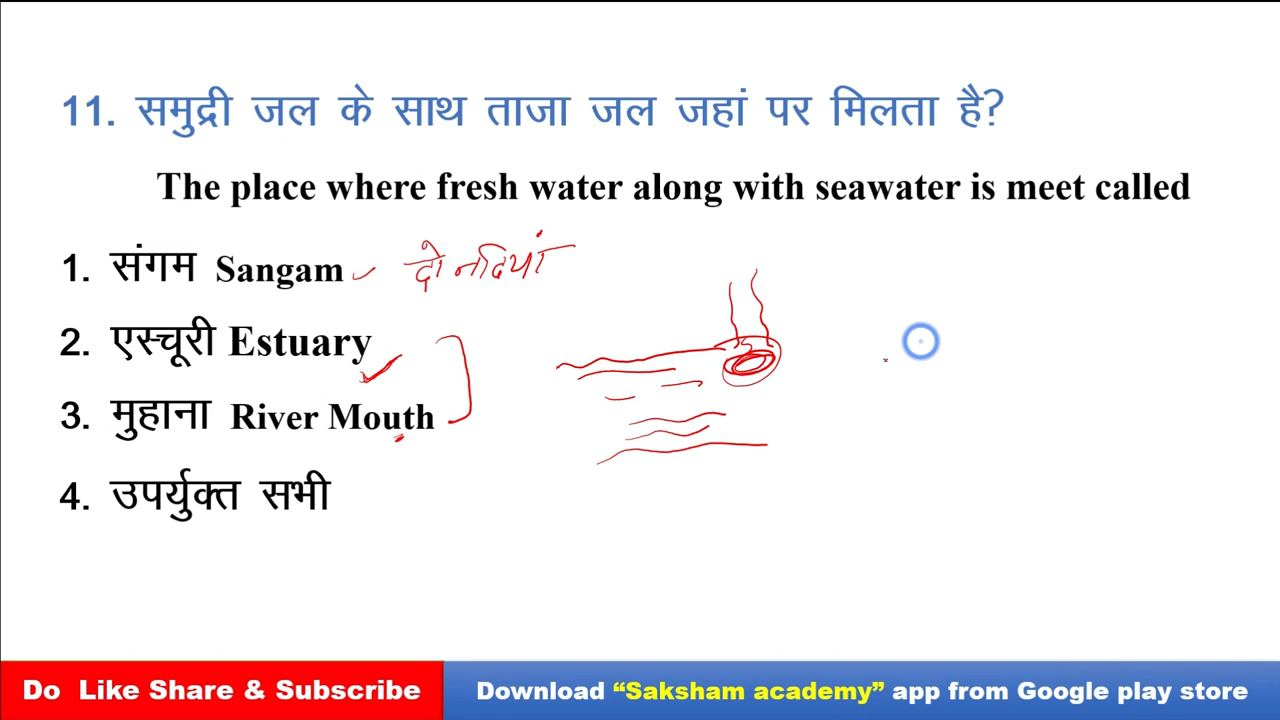 11. समुद्री जल के साथ ताजा जल जहां पर मिलता है?
The place where fresh water along with seawater is meet called
1. संगम Sangam दो नदियां
2. एस्चूरी Estuary
3. मुहाना River Mouth
4. उपर्युक्त सभी
Do Like Share & Subscribe
Download “Saksham academy” app from Google play store